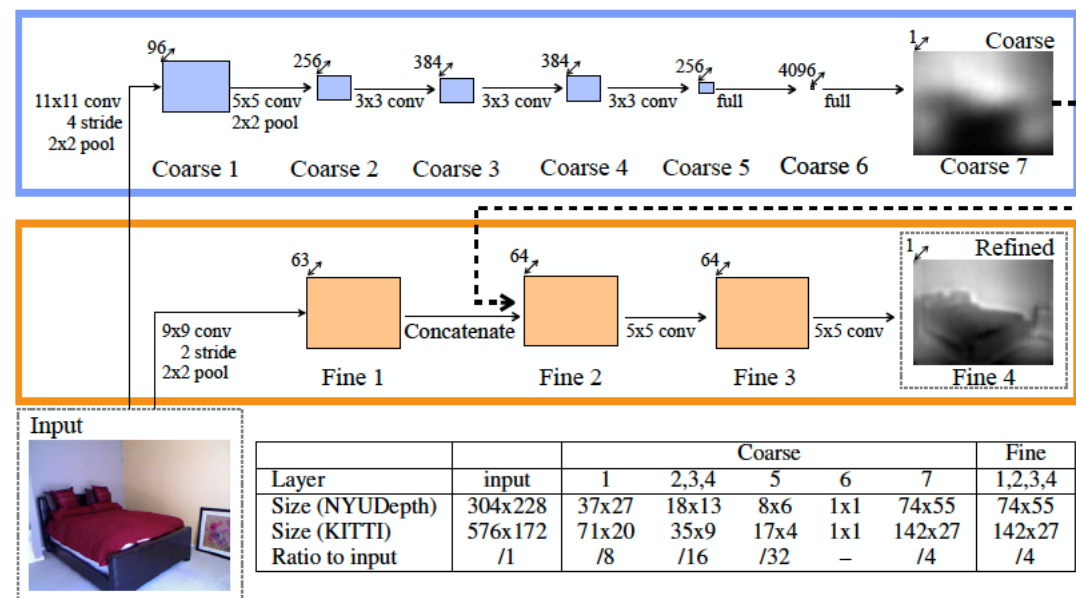 96
256
384
384
256
4096
1
Coarse
11x11 conv
4 stride
2x2 pool
5x5 conv
2x2 pool
3x3 conv
3x3 conv
3x3 conv
full
full
Coarse 1
Coarse 2
Coarse 3
Coarse 4
Coarse 5
Coarse 6
Coarse 7
63
64
64
1
Refined
9x9 conv
2 stride
2x2 pool
Concatenate
5x5 conv
5x5 conv
Fine 1
Fine 2
Fine 3
Fine 4
Input
Coarse Fine
Layer input 1 2,3,4 5 6 7 1,2,3,4
Size (NYUDepth) 304x228 37x27 18x13 8x6 1x1 74x55 74x55
Size (KITTI) 576x172 71x20 35x9 17x4 1x1 142x27 142x27
Ratio to input /1 /8 /16 /32 – /4 /4